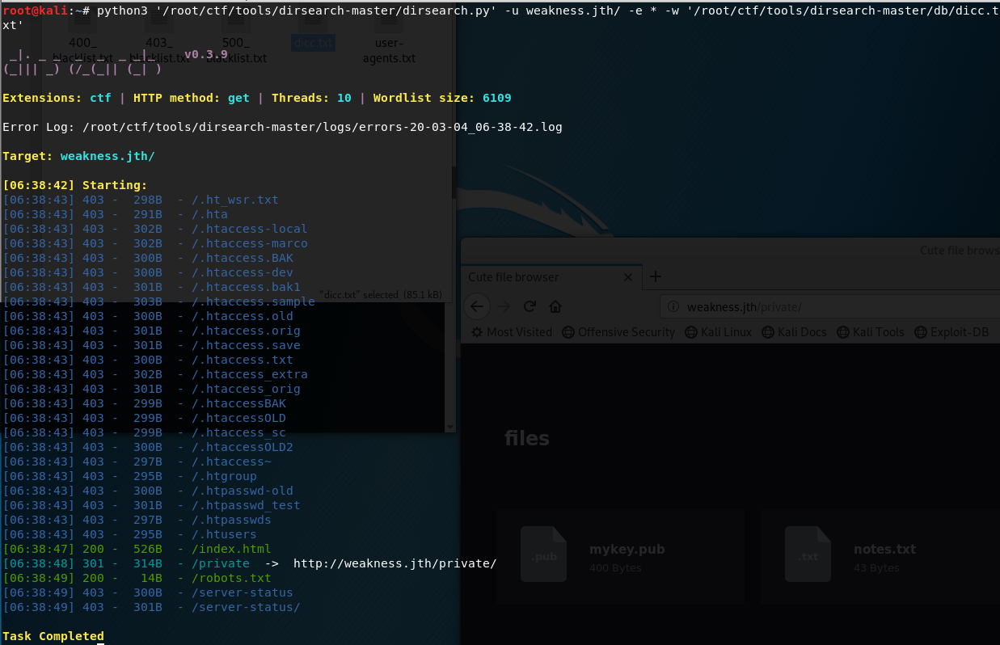 root@kali:~# python3 '/root/ctf/tools/dirsearch-master/dirsearch.py' -u weakness.jth/ -e * -w '/root/ctf/tools/dirsearch-master/db/dicc.t
xt'
400_
blacklist.txt
403_
blacklist.txt
500_
blacklist.txt
dicc.txt
user-
agents.txt
 _|. _ _  _  _  _ _|_    v0.3.9
(_||| _) (/_(_|| (_| )
Extensions: ctf | HTTP method: get | Threads: 10 | Wordlist size: 6109
Error Log: /root/ctf/tools/dirsearch-master/logs/errors-20-03-04_06-38-42.log
Target: weakness.jth/
[06:38:42] Starting:
[06:38:43] 403 -  298B  - /.ht_wsr.txt
[06:38:43] 403 -  291B  - /.hta
[06:38:43] 403 -  302B  - /.htaccess-local
[06:38:43] 403 -  302B  - /.htaccess-marco
[06:38:43] 403 -  300B  - /.htaccess.BAK
[06:38:43] 403 -  300B  - /.htaccess-dev
[06:38:43] 403 -  301B  - /.htaccess.bak1
[06:38:43] 403 -  303B  - /.htaccess.sample
[06:38:43] 403 -  300B  - /.htaccess.old
[06:38:43] 403 -  301B  - /.htaccess.orig
[06:38:43] 403 -  301B  - /.htaccess.save
[06:38:43] 403 -  300B  - /.htaccess.txt
[06:38:43] 403 -  302B  - /.htaccess_extra
[06:38:43] 403 -  301B  - /.htaccess_orig
[06:38:43] 403 -  299B  - /.htaccessBAK
[06:38:43] 403 -  299B  - /.htaccessOLD
[06:38:43] 403 -  299B  - /.htaccess_sc
[06:38:43] 403 -  300B  - /.htaccessOLD2
[06:38:43] 403 -  297B  - /.htaccess~
[06:38:43] 403 -  295B  - /.htgroup
[06:38:43] 403 -  300B  - /.htpasswd-old
[06:38:43] 403 -  301B  - /.htpasswd_test
[06:38:43] 403 -  297B  - /.htpasswds
[06:38:43] 403 -  295B  - /.htusers
[06:38:47] 200 -  526B  - /index.html
[06:38:48] 301 -  314B  - /private  ->  http://weakness.jth/private/
[06:38:49] 200 -   14B  - /robots.txt
[06:38:49] 403 -  300B  - /server-status
[06:38:49] 403 -  301B  - /server-status/
Task Completed
"dicc.txt" selected (85.1 kB)
Cute file brows
Cute file browser
weakness.jth/private/
Most Visited Offensive Security Kali Linux Kali Docs Kali Tools Exploit-DB
files
.pub
mykey.pub
400 Bytes
.txt
notes.txt
43 Bytes